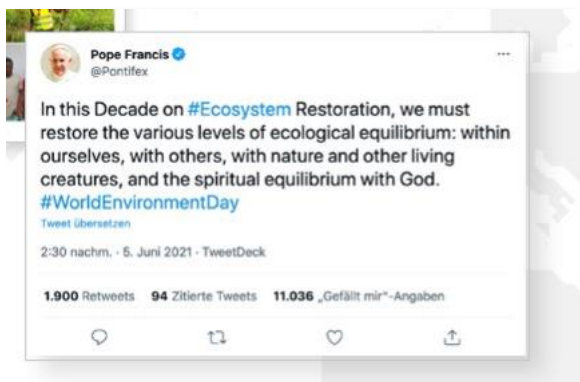 Pope Francis
@Pontifex
In this Decade on #Ecosystem Restoration, we must
restore the various levels of ecological equilibrium: within
ourselves, with others, with nature and other living
creatures, and the spiritual equilibrium with God.
#WorldEnvironmentDay
Tweet übersetzen
2:30 nachm. · 5. Juni 2021 · TweetDeck
1.900 Retweets 94 Zitierte Tweets 11.036 „Gefällt mir"-Angaben